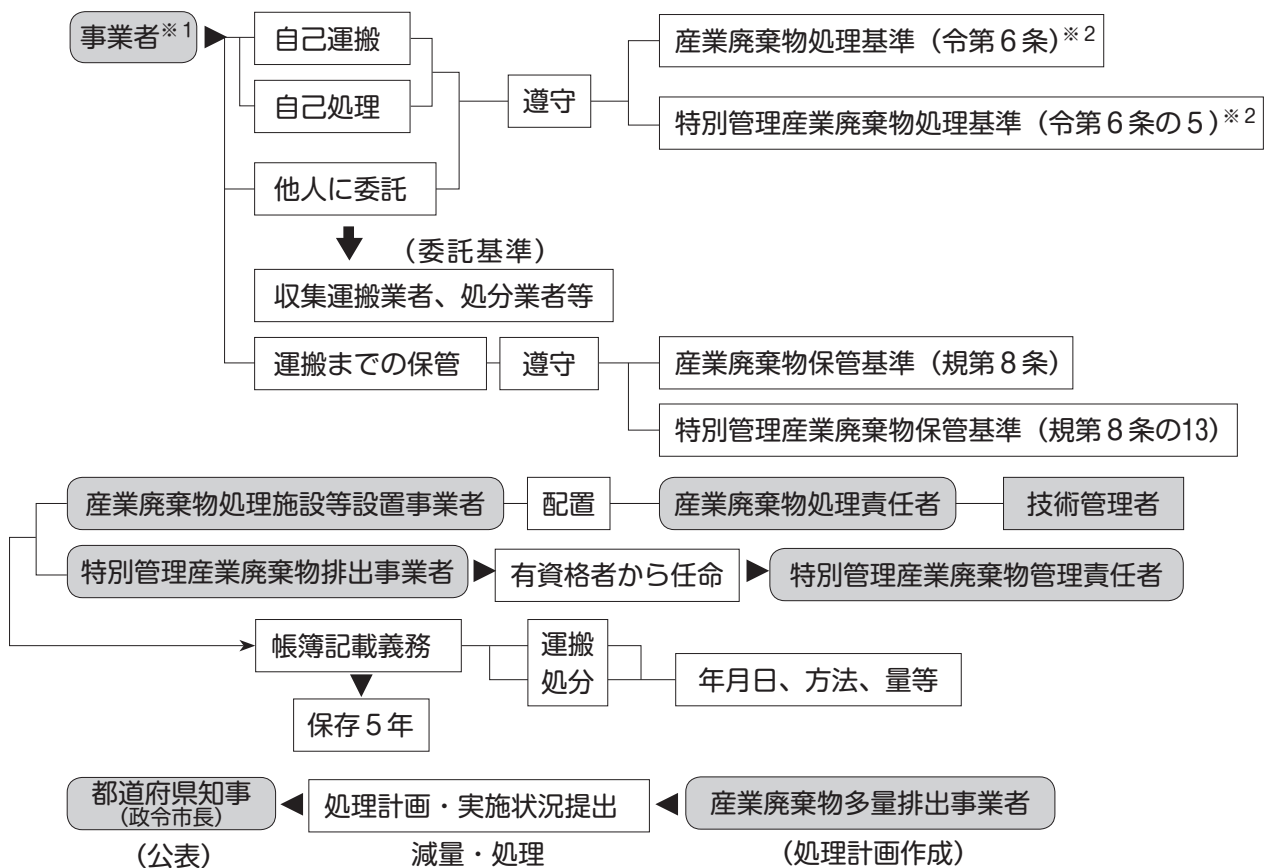 事業者※1
自己運搬
自己処理
遵守
産業廃棄物処理基準（令第６条）※2
特別管理産業廃棄物処理基準（令第６条の５）※2
他人に委託
（委託基準）
収集運搬業者、処分業者等
運搬までの保管
遵守
産業廃棄物保管基準（規第８条）
特別管理産業廃棄物保管基準（規第８条の13）
産業廃棄物処理施設等設置事業者
配置
産業廃棄物処理責任者
技術管理者
特別管理産業廃棄物排出事業者
有資格者から任命
特別管理産業廃棄物管理責任者
帳簿記載義務
運搬
処分
年月日、方法、量等
保存５年
都道府県知事
（政令市長）
処理計画・実施状況提出
産業廃棄物多量排出事業者
（公表）
減量・処理
（処理計画作成）